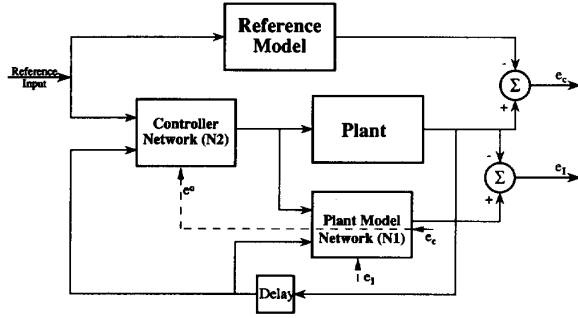 Reference
Model
Reference
Input
-
Σ
e_c
+
Controller
Network (N2)
Plant
-
Σ
e_I
+
e^o
Plant Model
Network (N1)
e_c
e_I
Delay